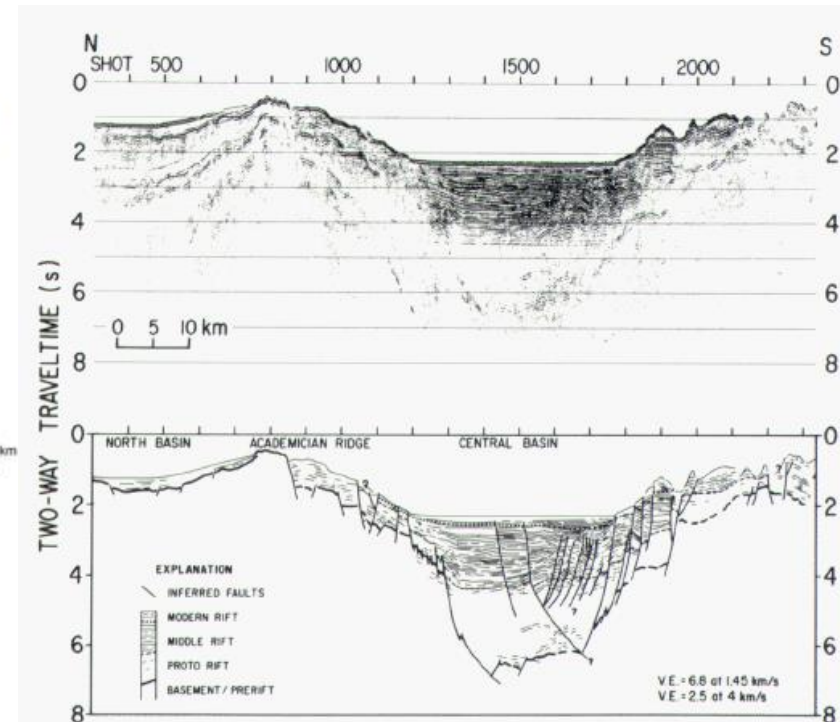 N S
SHOT 500 1000 1500 2000
0 0
2 2
4 4
6 6
0 5 10 km
8 8
TWO-WAY TRAVELTIME (s)
km
0 0
NORTH BASIN ACADEMICIAN RIDGE CENTRAL BASIN
?
?
?
2 2
4 4
EXPLANATION
INFERRED FAULTS
MODERN RIFT
?
6 6
MIDDLE RIFT
?
PROTO RIFT
BASEMENT/PRERIFT
V.E.=6.8 at 1.45 km/s
V.E.=2.5 at 4 km/s
8 8